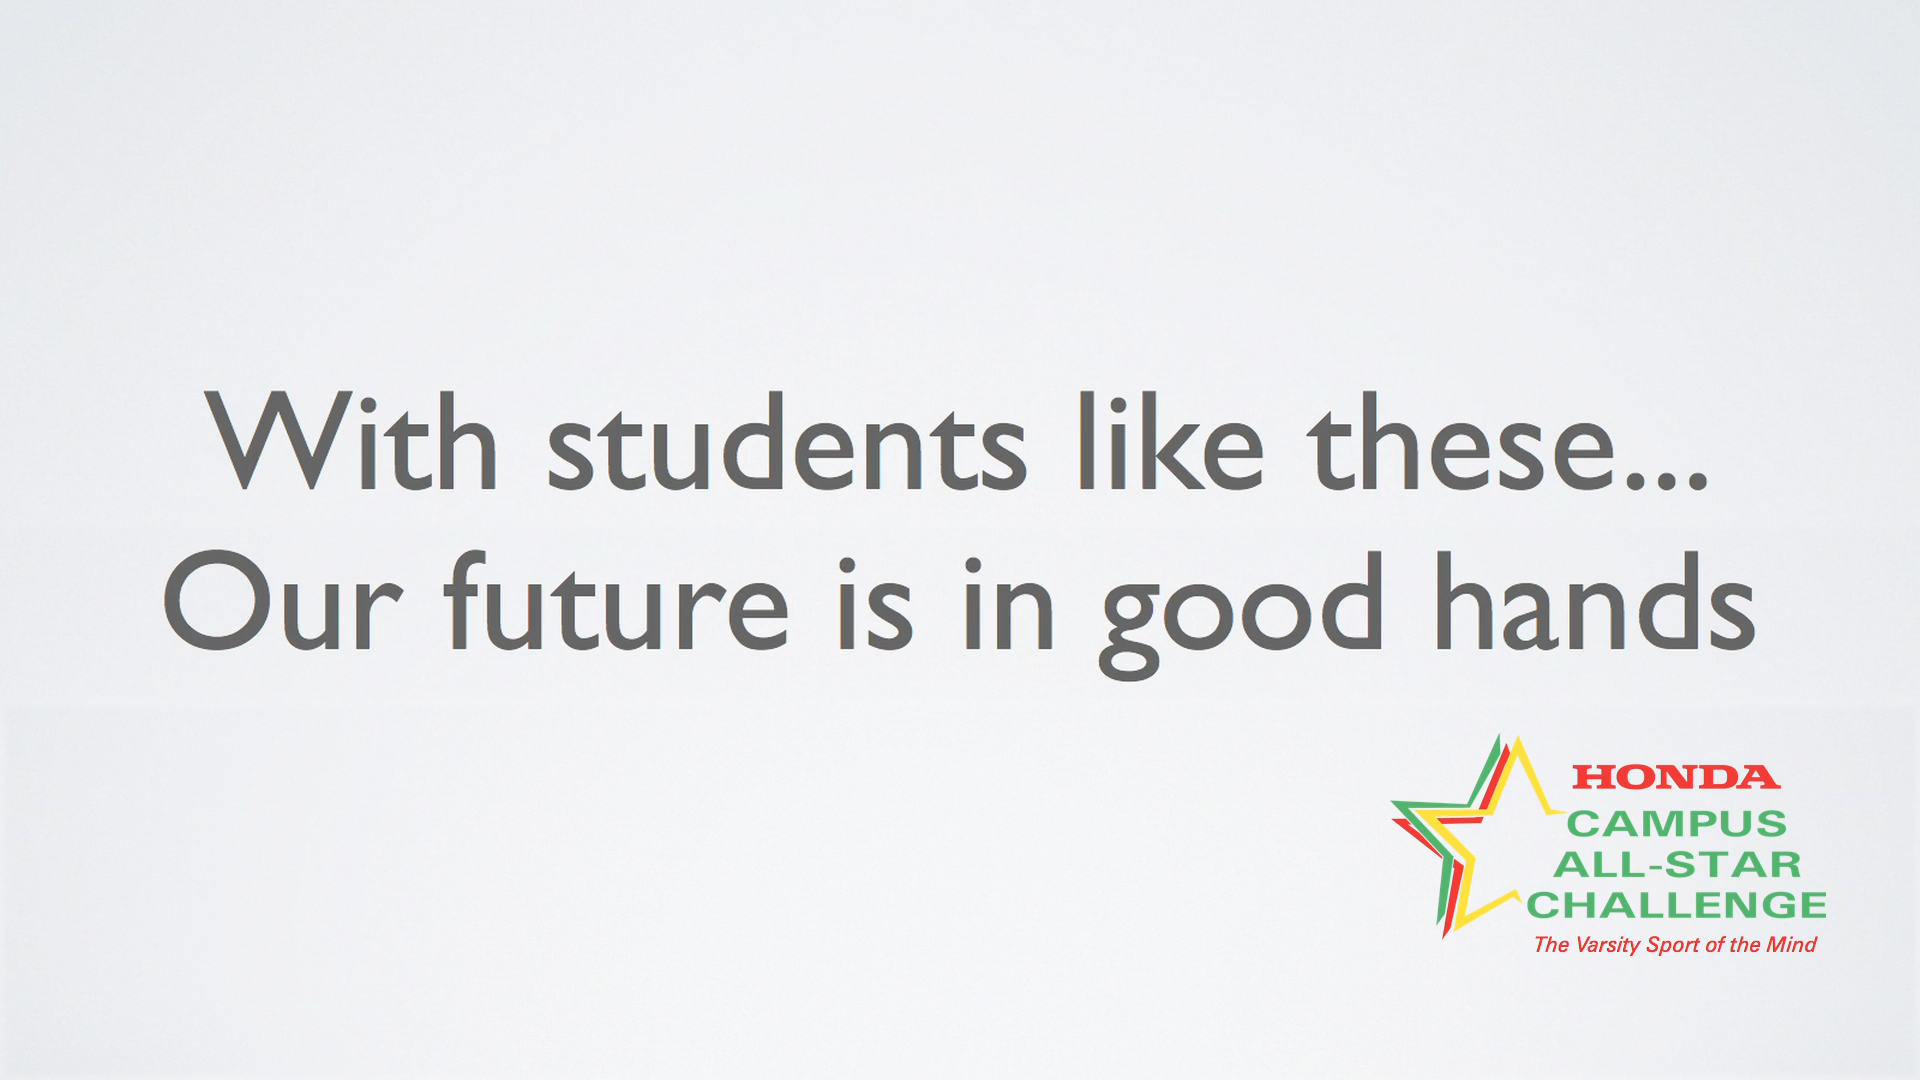 With students like these...
Our future is in good hands
HONDA
CAMPUS
ALL-STAR
CHALLENGE
The Varsity Sport of the Mind